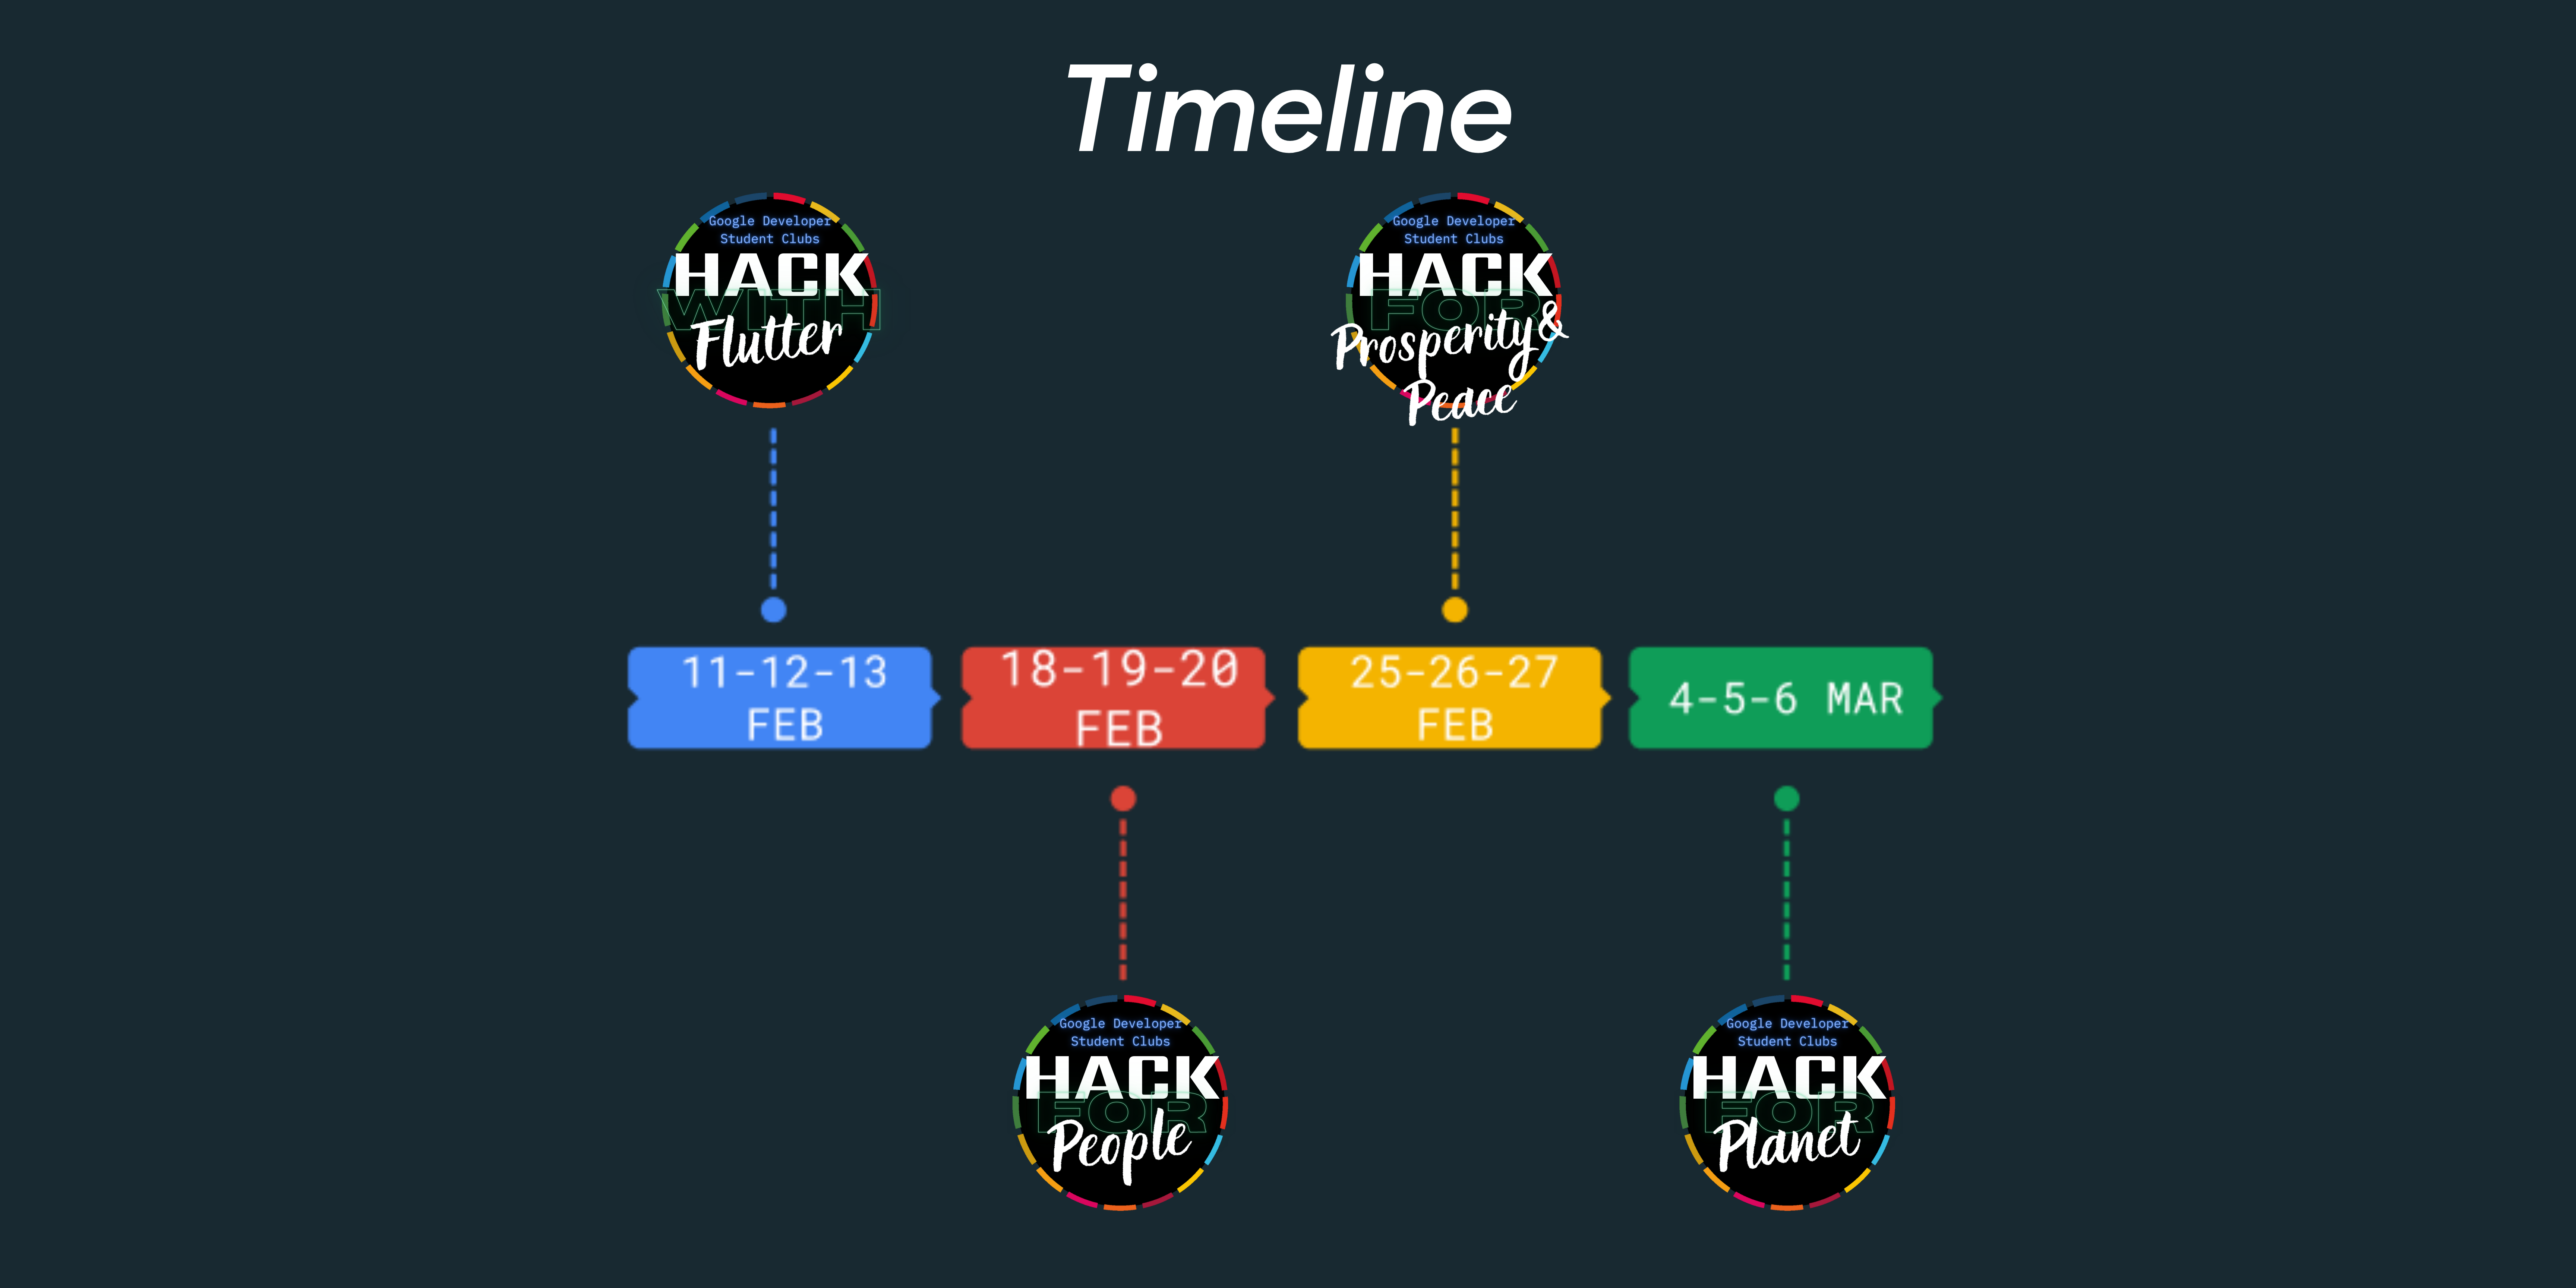 Timeline
Google Developer
Student Clubs
HACK
WITH
Flutter
Google Developer
Student Clubs
HACK
FOR
Prosperity &
Peace
11-12-13
FEB
18-19-20
FEB
25-26-27
FEB
4-5-6 MAR
Google Developer
Student Clubs
HACK
FOR
People
Google Developer
Student Clubs
HACK
FOR
Planet